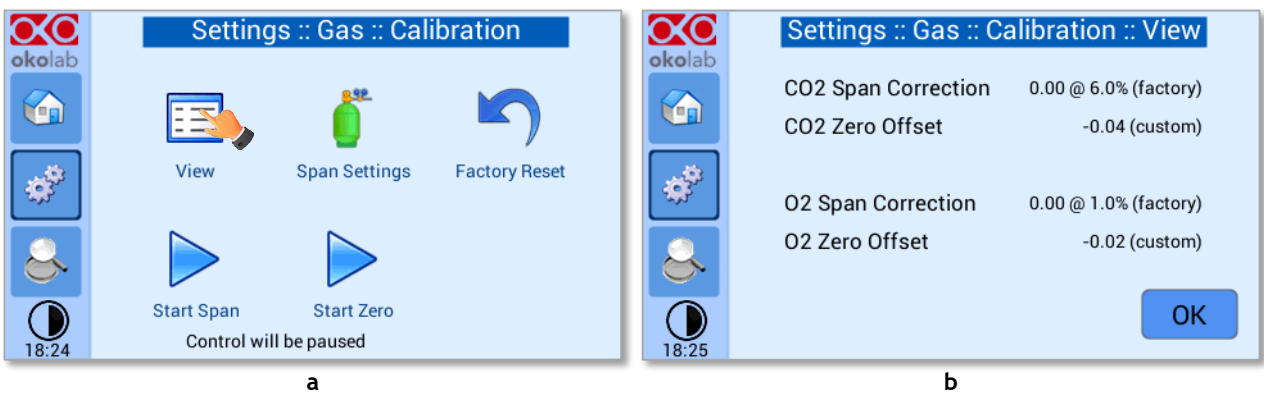 Settings :: Gas :: Calibration
okolab
View
Span Settings
Factory Reset
Start Span
Start Zero
Control will be paused
18:24
a
Settings :: Gas :: Calibration :: View
okolab
CO2 Span Correction 0.00 @ 6.0% (factory)
CO2 Zero Offset -0.04 (custom)
O2 Span Correction 0.00 @ 1.0% (factory)
O2 Zero Offset -0.02 (custom)
OK
18:25
b